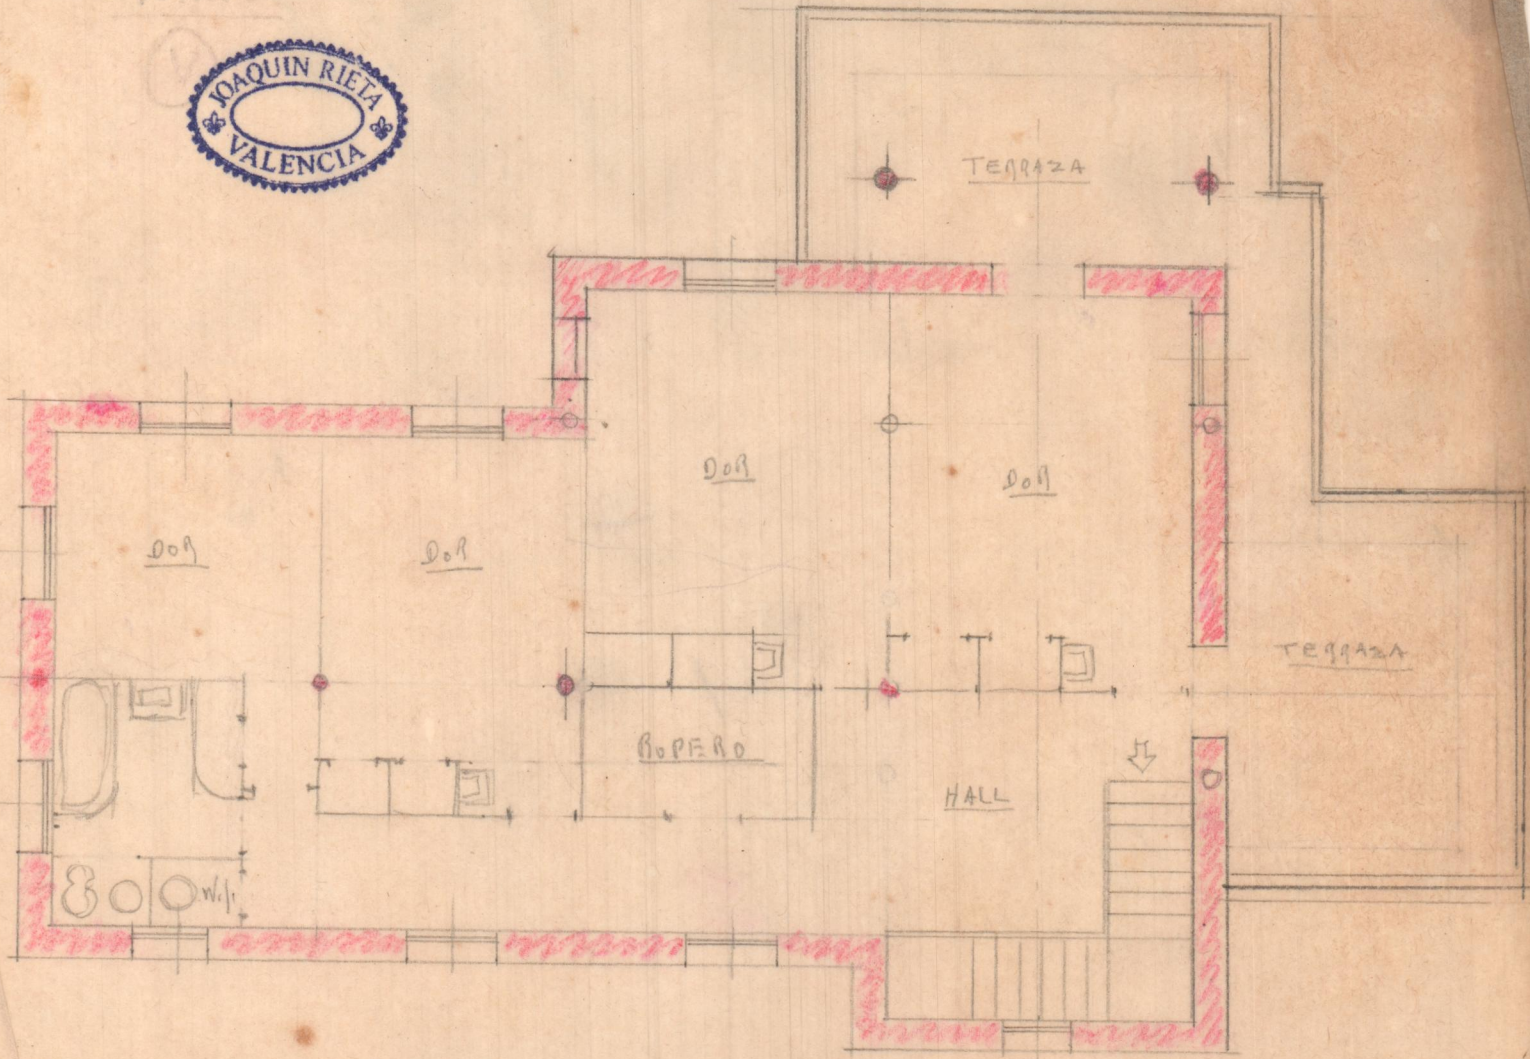 JOAQUIN RIETA
VALENCIA
TERRAZA
DOR
DOR
DOR
DOR
TERRAZA
ROPERO
HALL